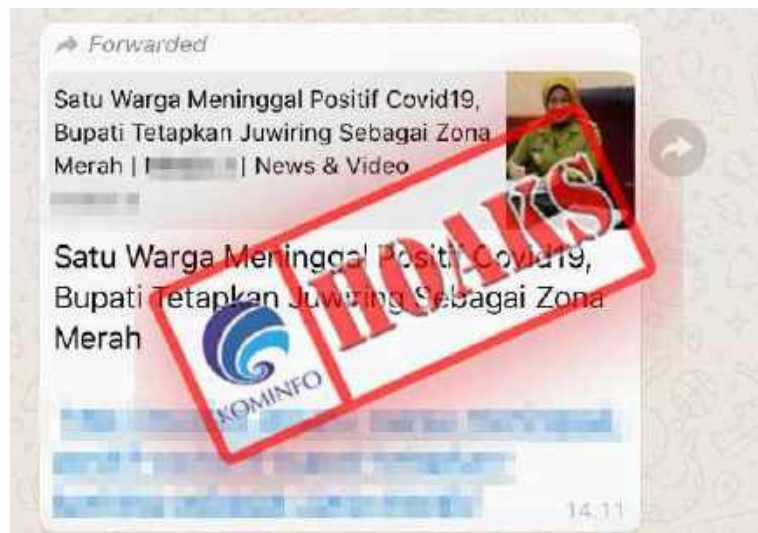 Forwarded
Satu Warga Meninggal Positif Covid19,
Bupati Tetapkan Juwiring Sebagai Zona
Merah | | News & Video
Satu Warga Meninggal Positif Covid19,
Bupati Tetapkan Juwiring Sebagai Zona
Merah
HOAKS
KOMINFO
14.11